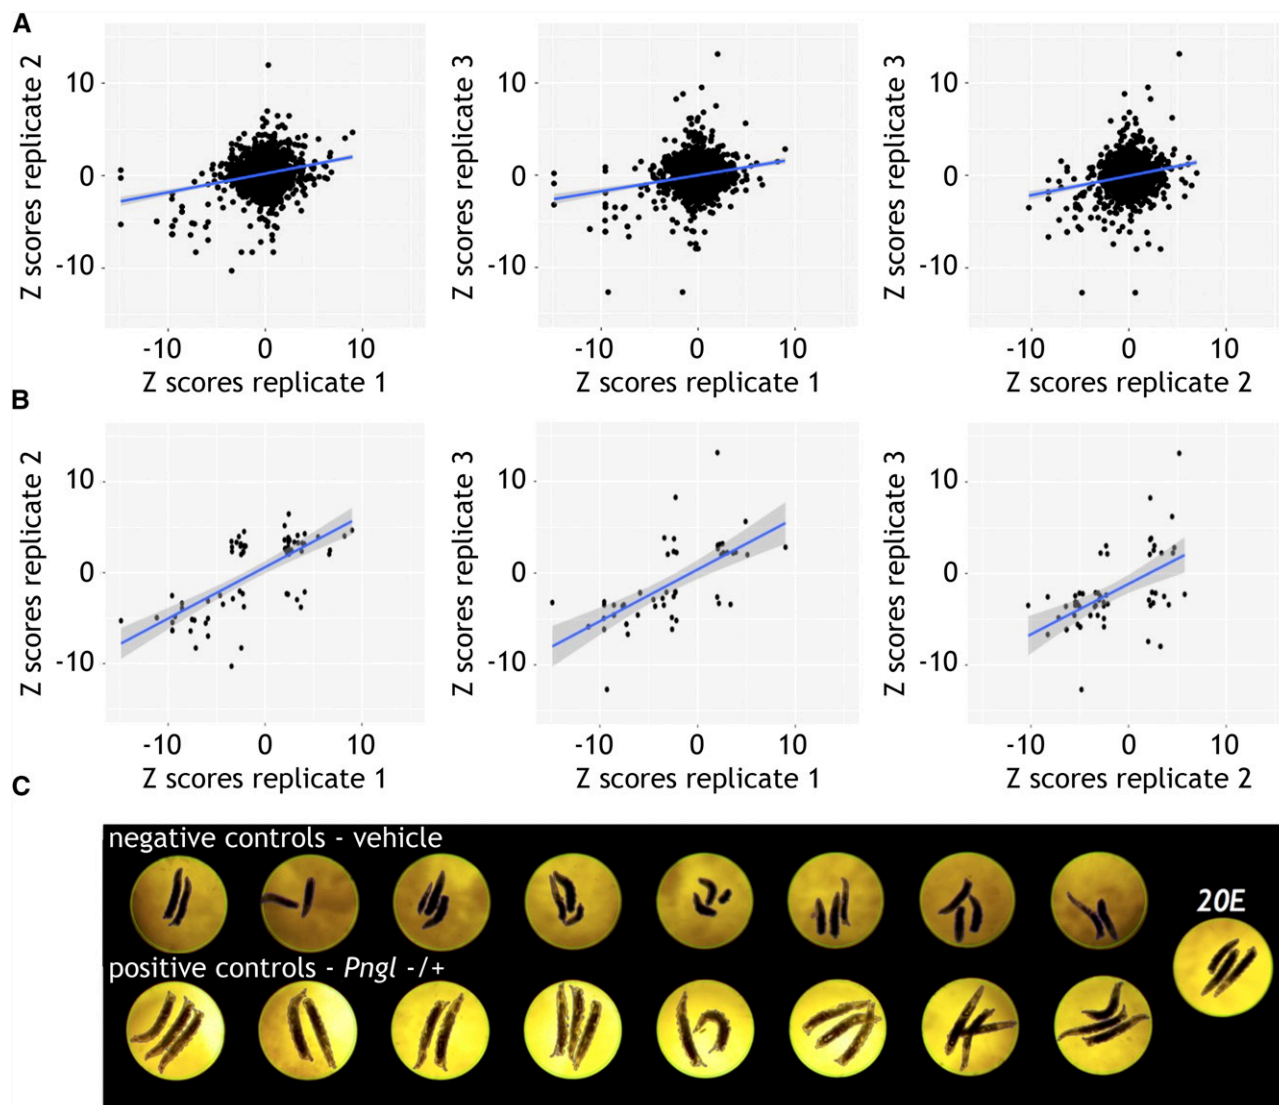 A
Z scores replicate 2
10
0
-10
-10
0
10
Z scores replicate 1
Z scores replicate 3
10
0
-10
-10
0
10
Z scores replicate 1
Z scores replicate 3
10
0
-10
-10
0
10
Z scores replicate 2
B
Z scores replicate 2
10
0
-10
-10
0
10
Z scores replicate 1
Z scores replicate 3
10
0
-10
-10
0
10
Z scores replicate 1
Z scores replicate 3
10
0
-10
-10
0
10
Z scores replicate 2
C
negative controls - vehicle
20E
positive controls - Pngl -/+